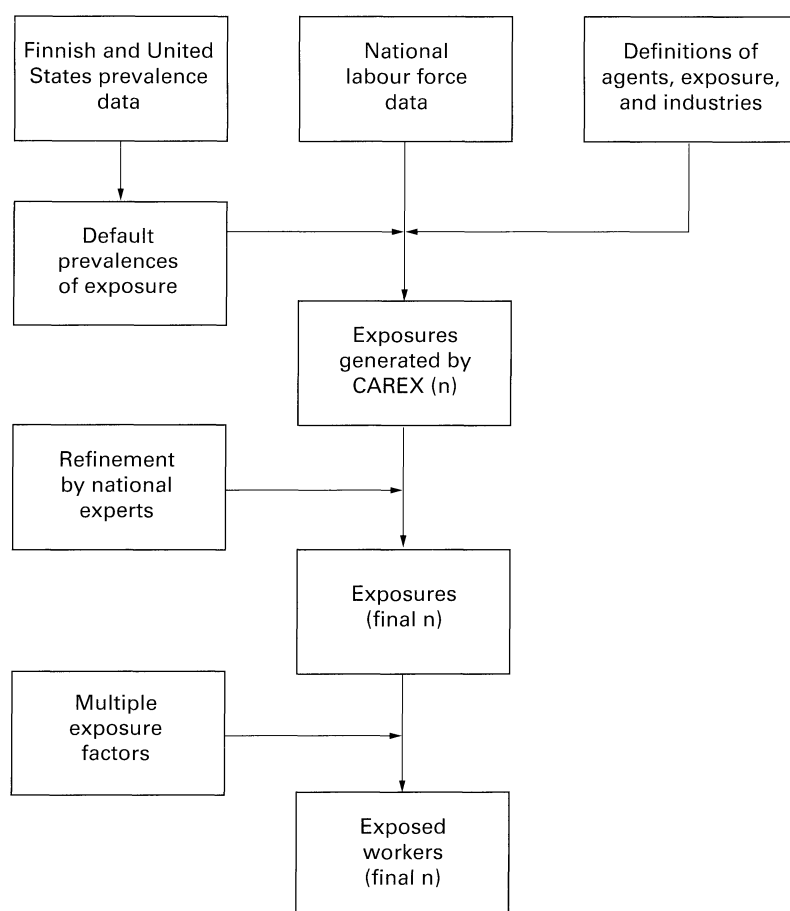 Finnish and United
States prevalence
data
National
labour force
data
Definitions of
agents, exposure,
and industries
Default
prevalences
of exposure
Exposures
generated by
CAREX (n)
Refinement
by national
experts
Exposures
(final n)
Multiple
exposure
factors
Exposed
workers
(final n)